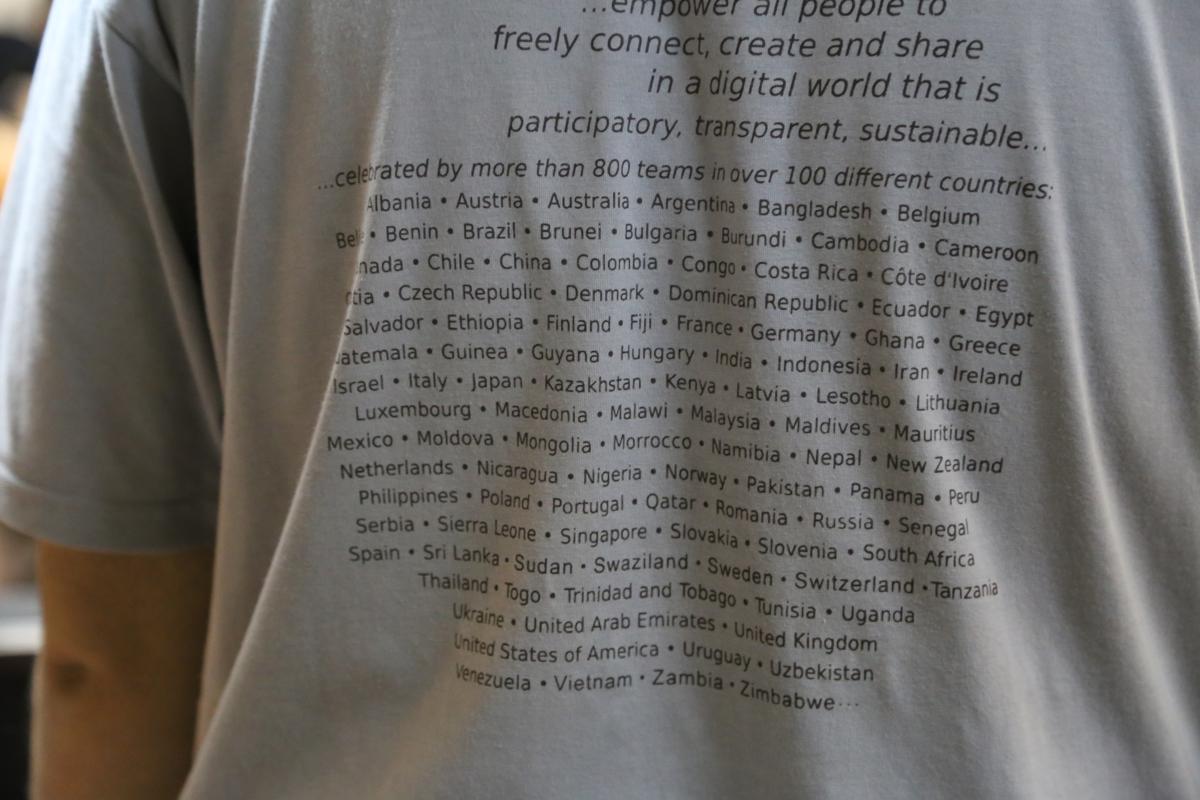 ...empower all people to
freely connect, create and share
in a digital world that is
participatory, transparent, sustainable...
...celebrated by more than 800 teams in over 100 different countries:
Albania • Austria • Australia • Argentina • Bangladesh • Belgium
• Benin • Brazil • Brunei • Bulgaria • Burundi • Cambodia • Cameroon
• Chile • China • Colombia • Congo • Costa Rica • Côte d'Ivoire
• Czech Republic • Denmark • Dominican Republic • Ecuador • Egypt
Salvador • Ethiopia • Finland • Fiji • France • Germany • Ghana • Greece
• Guinea • Guyana • Hungary • India • Indonesia • Iran • Ireland
Israel • Italy • Japan • Kazakhstan • Kenya • Latvia • Lesotho • Lithuania
Luxembourg • Macedonia • Malawi • Malaysia • Maldives • Mauritius
Mexico • Moldova • Mongolia • Morrocco • Namibia • Nepal • New Zealand
Netherlands • Nicaragua • Nigeria • Norway • Pakistan • Panama • Peru
Philippines • Poland • Portugal • Qatar • Romania • Russia • Senegal
Serbia • Sierra Leone • Singapore • Slovakia • Slovenia • South Africa
Spain • Sri Lanka • Sudan • Swaziland • Sweden • Switzerland • Tanzania
Thailand • Togo • Trinidad and Tobago • Tunisia • Uganda
Ukraine • United Arab Emirates • United Kingdom
United States of America • Uruguay • Uzbekistan
Venezuela • Vietnam • Zambia • Zimbabwe...